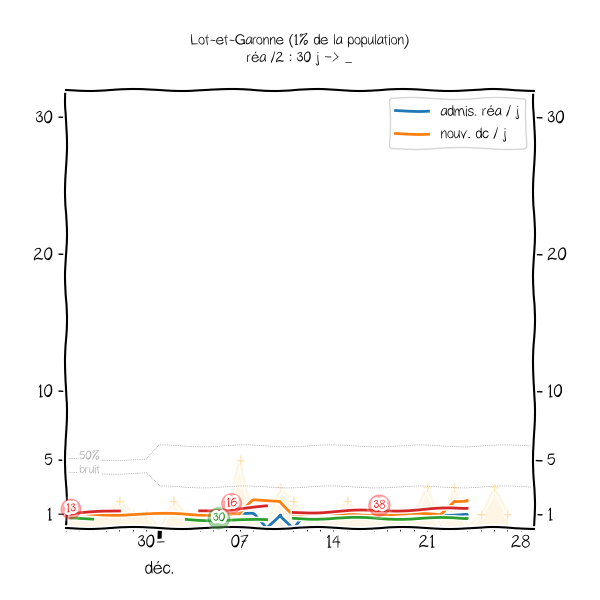 Lot-et-Garonne (1% de la population)
réa /2 : 30 j -> _
admis. réa / j
nouv. dc / j
30 30
20 20
10 10
5 50% 5
bruit
1 13 16 30 38 1
30 07 14 21 28
déc.